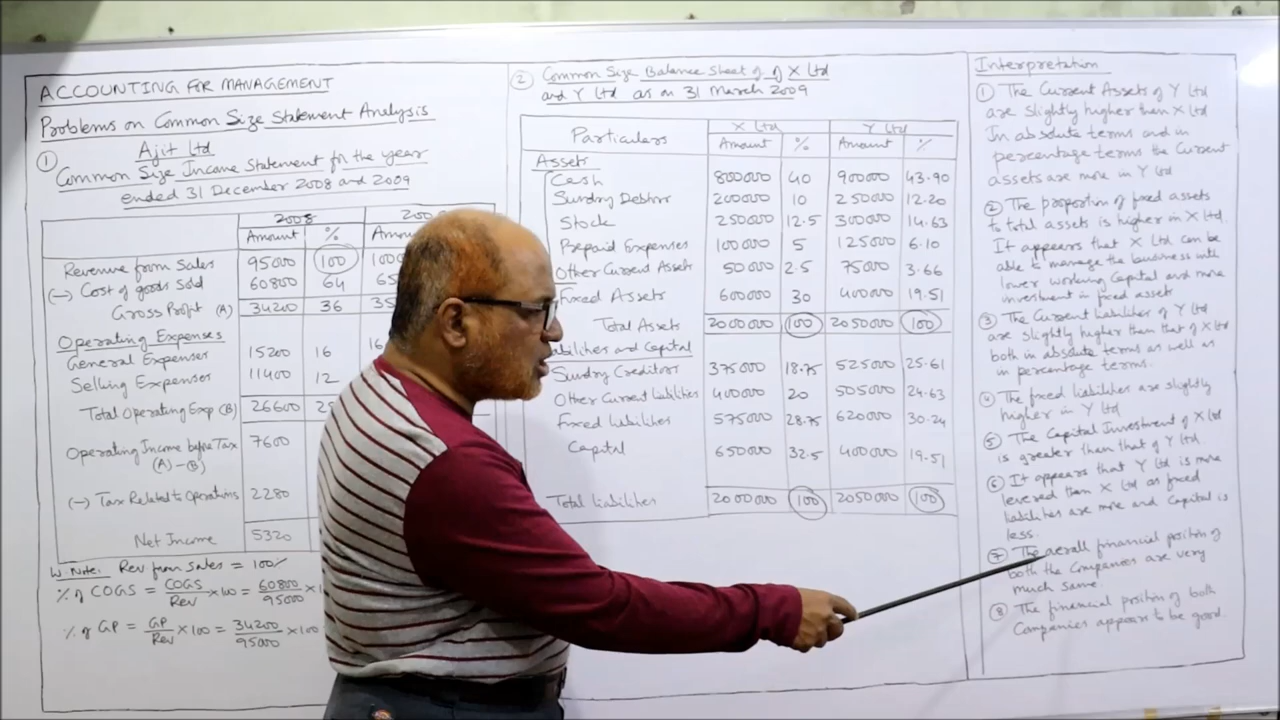 ACCOUNTING FOR MANAGEMENT
Problems on Common Size Statement Analysis
① Ajit Ltd
Common Size Income Statement for the year
ended 31 December 2008 and 2009
2008 200
Amount % Am
Revenue from Sales 95000 100 100
(-) Cost of goods Sold 60800 64 65
Gross Profit (A) 34200 36 35
Operating Expenses
General Expenses 15200 16 16
Selling Expenses 11400 12
Total Operating Exp (B) 26600 2
Operating Income before Tax 7600
(A) - (B)
(-) Tax Related to Operations 2280
Net Income 5320
W. Note: Rev from Sales = 100%
% of COGS = COGS/Rev × 100 = 60800/95000 × 1
% of GP = GP/Rev × 100 = 34200/95000 × 100
② Common Size Balance Sheet of of X Ltd
and Y Ltd as on 31 March 2009
Particulars X Ltd Y Ltd
Amount % Amount %
Assets
Cash 800000 40 900000 43.90
Sundry Debtors 200000 10 250000 12.20
Stock 250000 12.5 300000 14.63
Prepaid Expenses 100000 5 125000 6.10
Other Current Assets 50000 2.5 75000 3.66
Fixed Assets 600000 30 400000 19.51
Total Assets 2000000 100 2050000 100
abilities and Capital
Sundry Creditors 375000 18.75 525000 25.61
Other Current Liabilities 400000 20 505000 24.63
Fixed Liabilities 575000 28.75 620000 30.24
Capital 650000 32.5 400000 19.51
Total Liabilities 2000000 100 2050000 100
Interpretation
① The Current Assets of Y Ltd
are Slightly higher than X Ltd
In absolute terms and in
percentage terms the Current
assets are more in Y Ltd
② The proportion of fixed assets
to total assets is higher in X Ltd.
It appears that X Ltd can be
able to manage the business with
lower working Capital and more
investment in fixed assets
③ The Current Liabilities of Y Ltd
are slightly higher than that of X Ltd
both in absolute terms as well as
in percentage terms.
④ The fixed liabilities are slightly
higher in Y Ltd
⑤ The Capital Investment of X Ltd
is greater than that of Y Ltd.
⑥ It appears that Y Ltd is more
levered than X Ltd as fixed
liabilities are more and Capital is
less.
⑦ The overall financial position of
both the Companies are very
much same.
⑧ The financial position of both
Companies appears to be good.